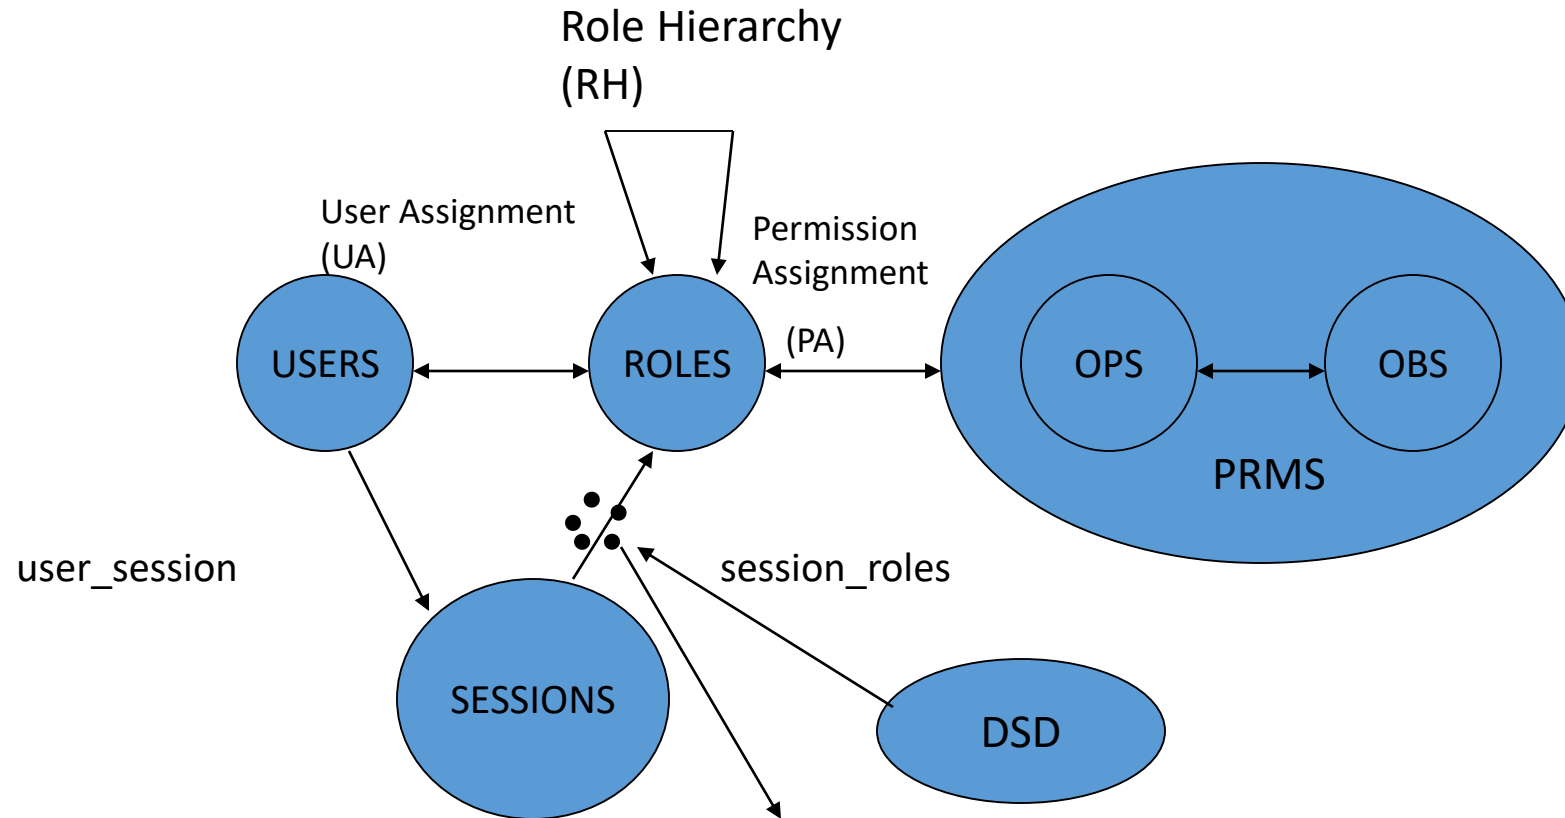 Role Hierarchy
(RH)
User Assignment
(UA)
Permission
Assignment
(PA)
USERS
ROLES
OPS
OBS
PRMS
user_session
session_roles
SESSIONS
DSD